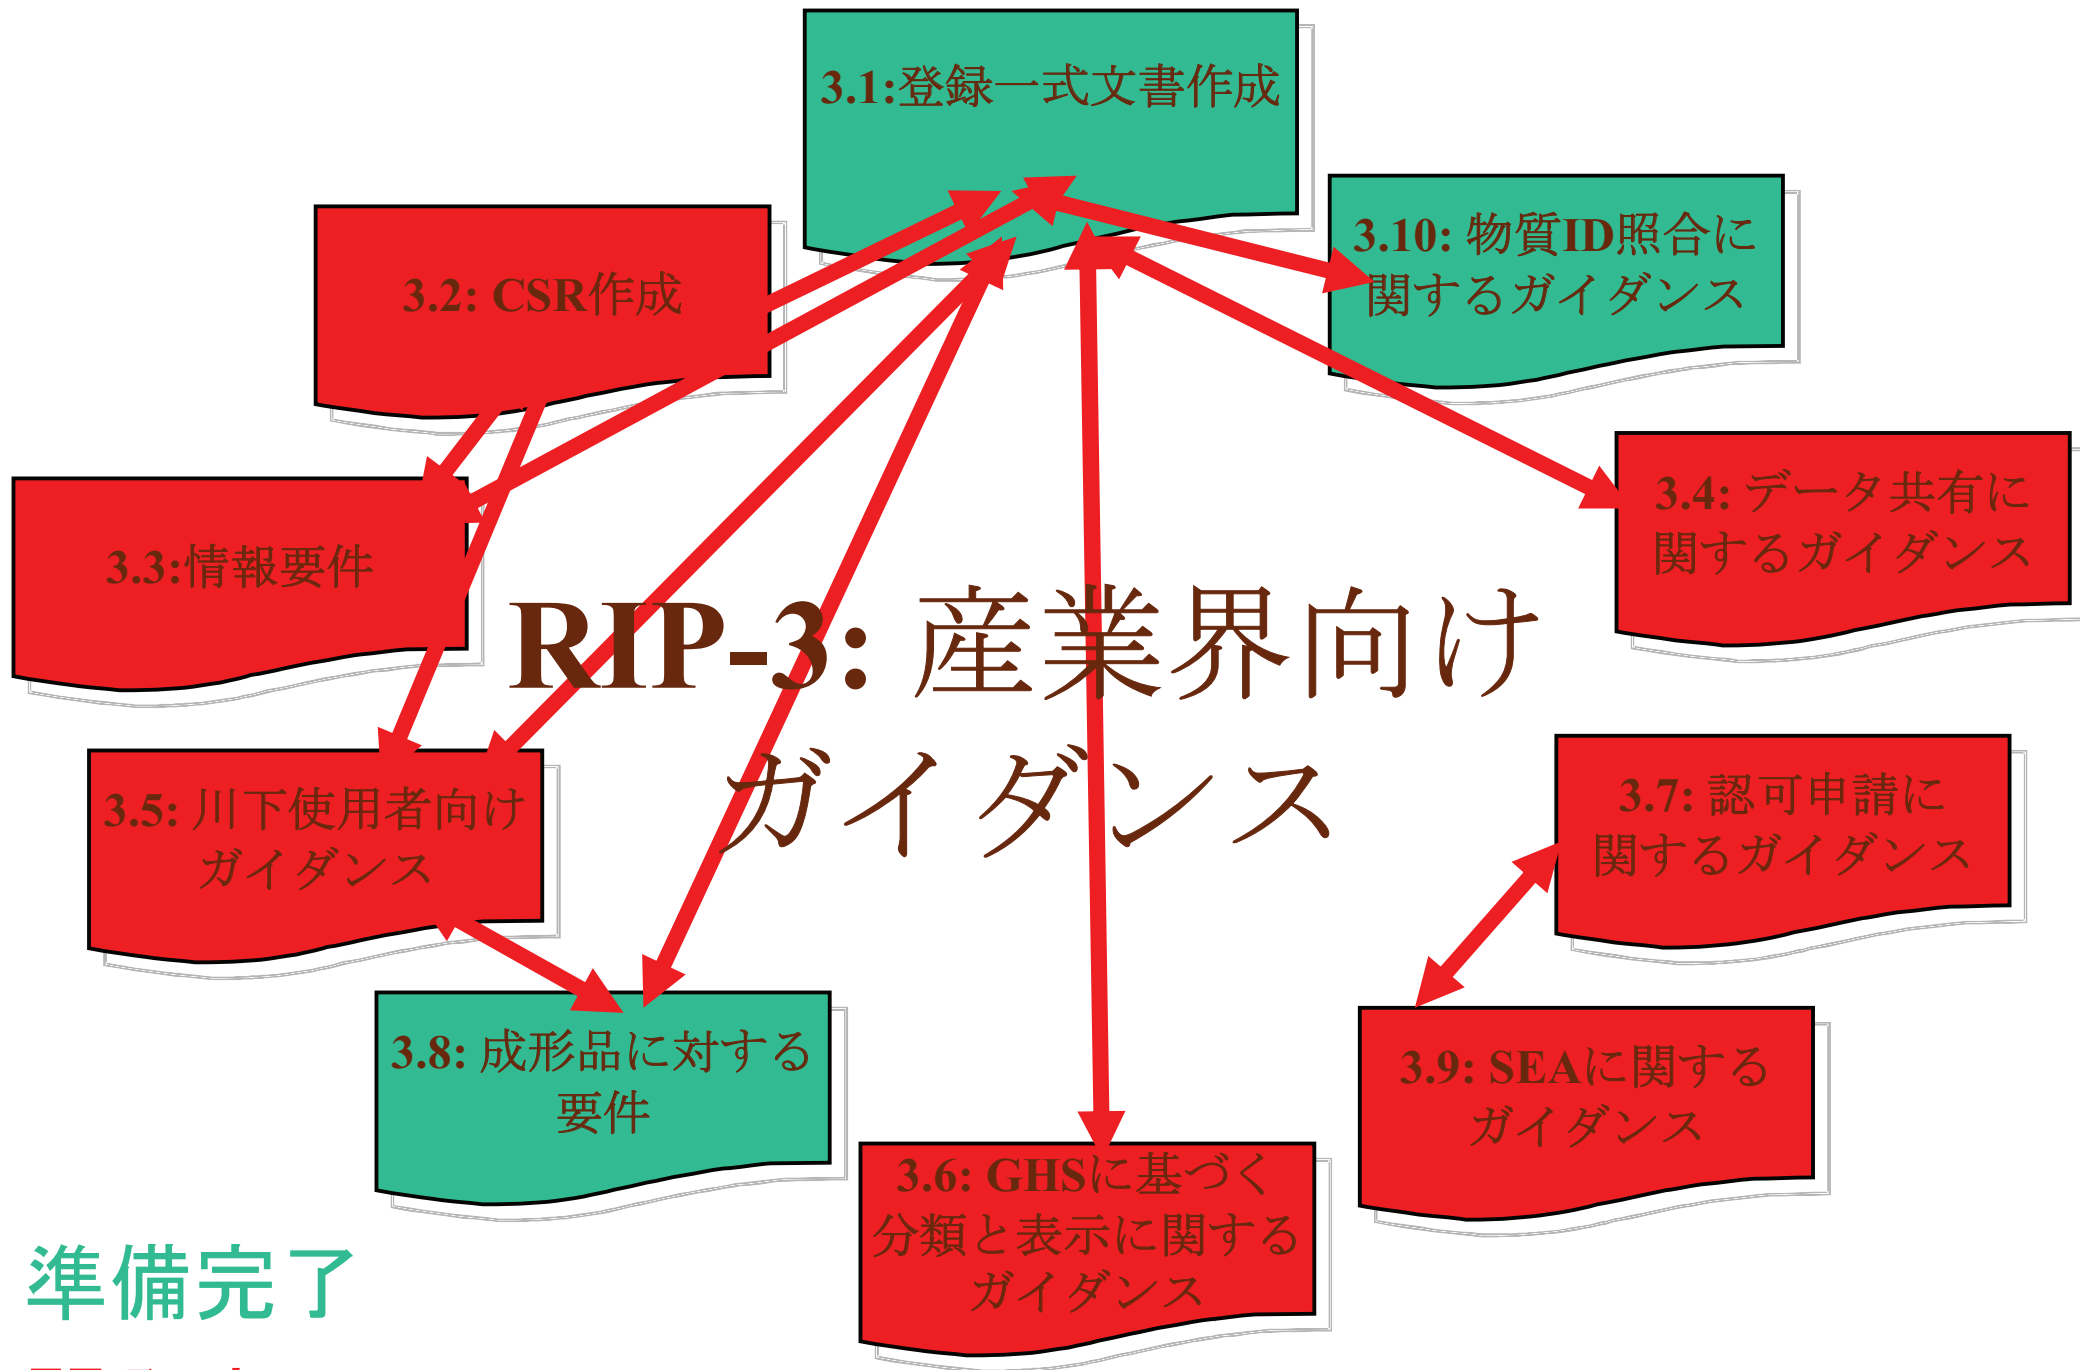 3.1:登録一式文書作成
3.10: 物質ID照合に
関するガイダンス
3.2: CSR作成
3.4: データ共有に
関するガイダンス
3.3:情報要件
RIP-3: 産業界向け
ガイダンス
3.5: 川下使用者向け
ガイダンス
3.7: 認可申請に
関するガイダンス
3.8: 成形品に対する
要件
3.9: SEAに関する
ガイダンス
3.6: GHSに基づく
分類と表示に関する
ガイダンス
準備完了